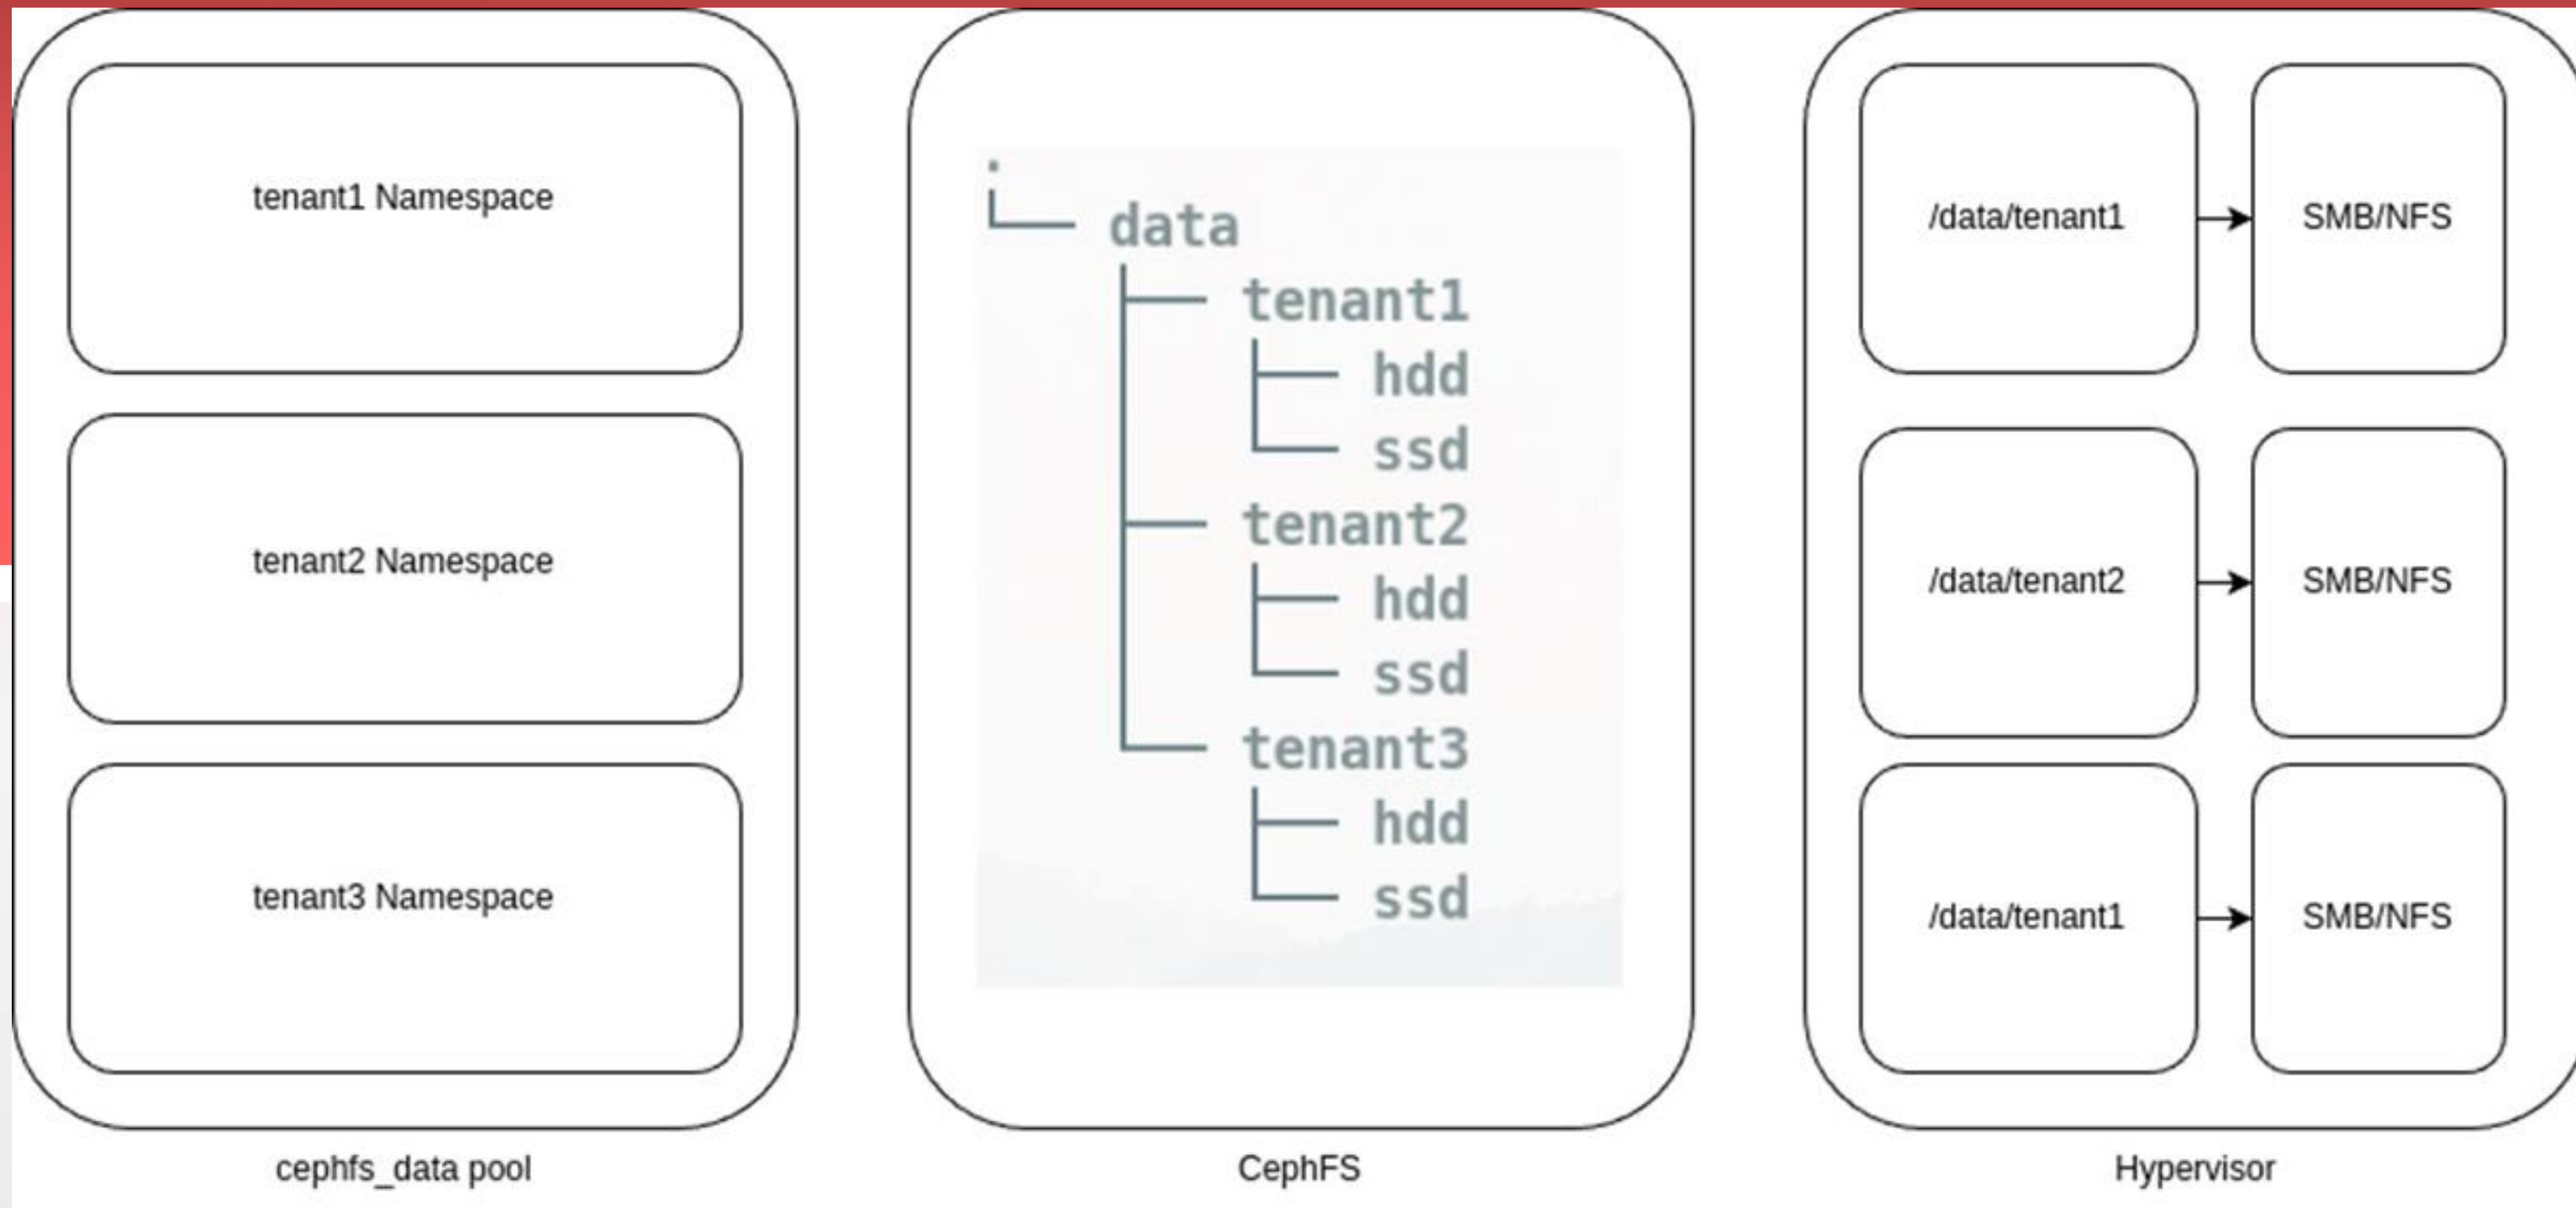 tenant1 Namespace
tenant2 Namespace
tenant3 Namespace
cephfs_data pool
.
└── data
├── tenant1
├── hdd
└── ssd
├── tenant2
├── hdd
└── ssd
└── tenant3
├── hdd
└── ssd
CephFS
/data/tenant1
SMB/NFS
/data/tenant2
SMB/NFS
/data/tenant1
SMB/NFS
Hypervisor